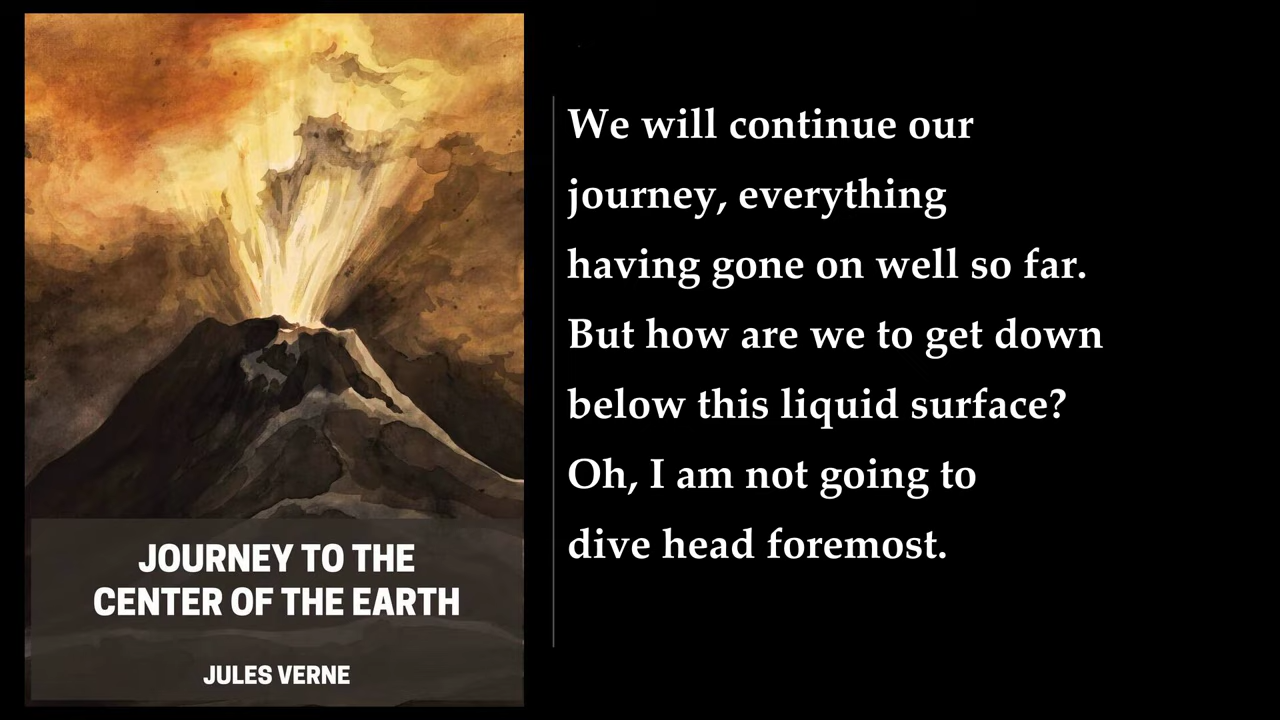 JOURNEY TO THE
CENTER OF THE EARTH
JULES VERNE
We will continue our
journey, everything
having gone on well so far.
But how are we to get down
below this liquid surface?
Oh, I am not going to
dive head foremost.